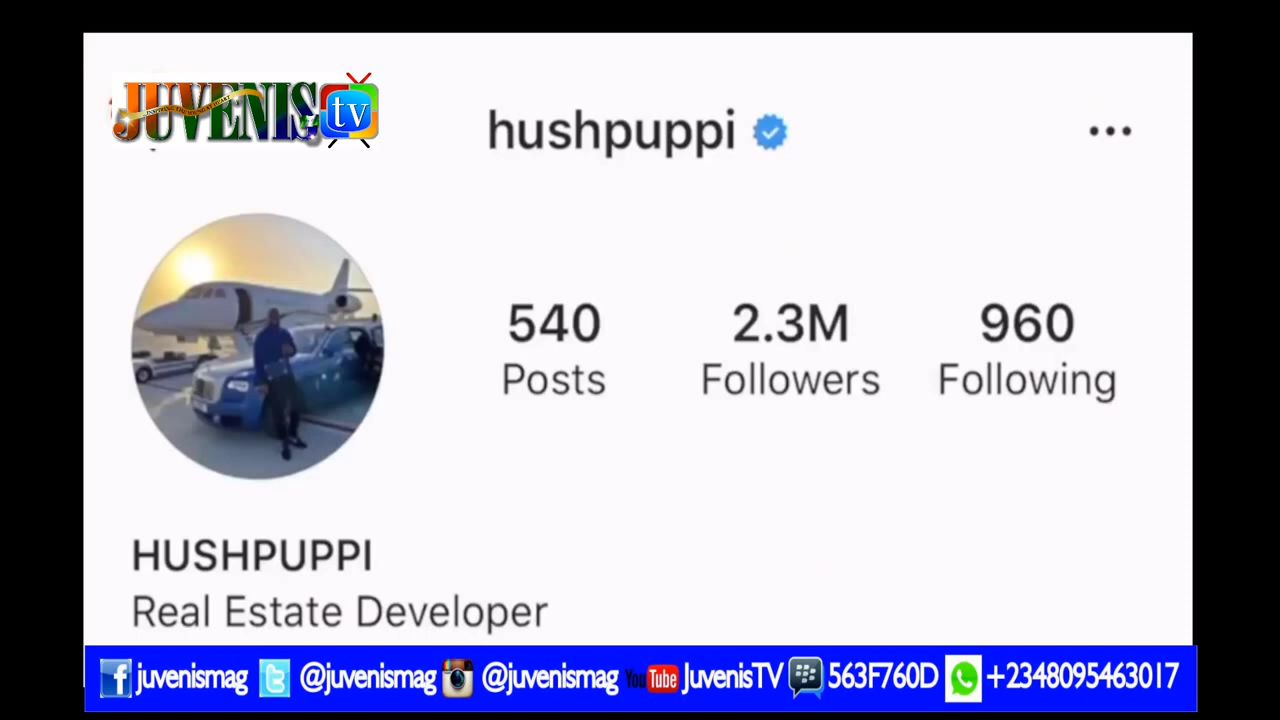 JUVENIS tv
hushpuppi
540 2.3M 960
Posts Followers Following
HUSHPUPPI
Real Estate Developer
f juvenismag @juvenismag @juvenismag YouTube JuvenisTV 563F760D +2348095463017